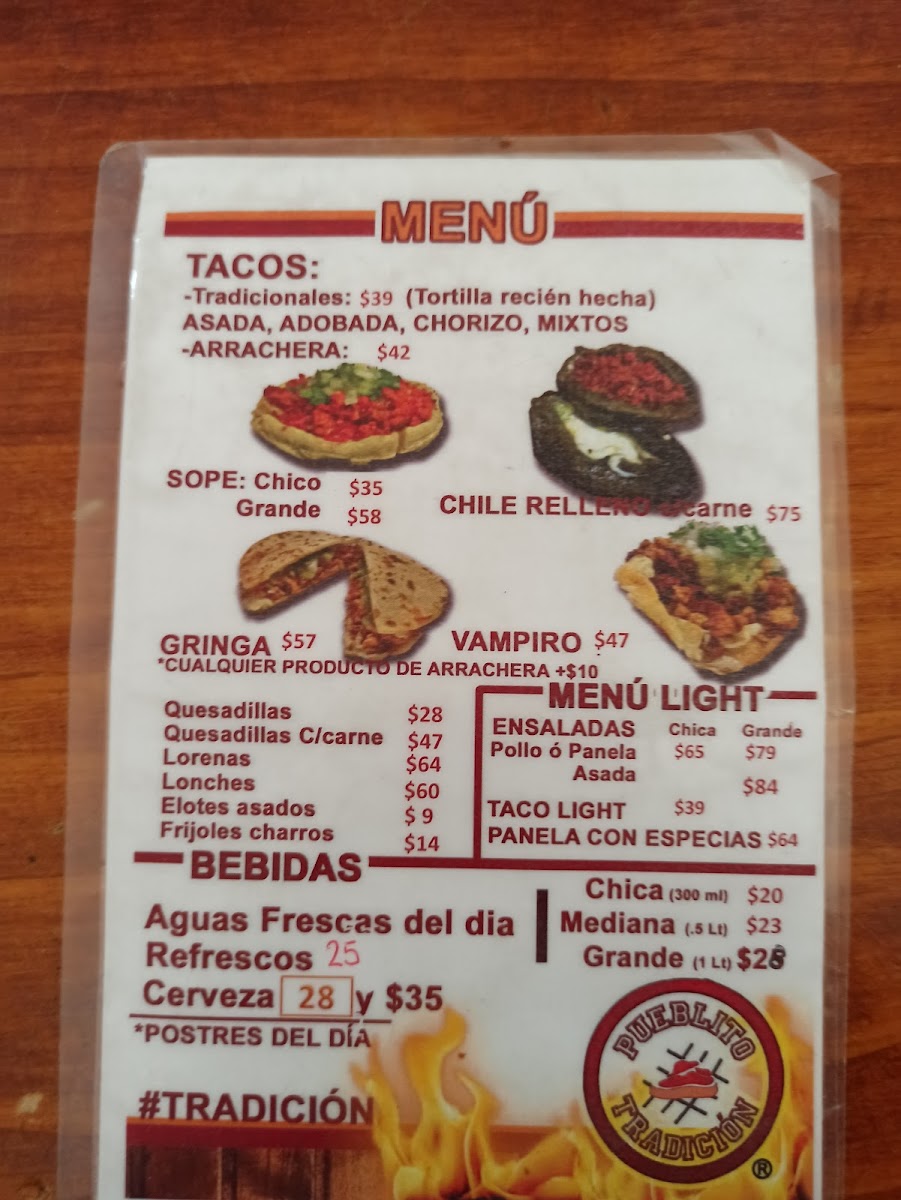 MENÚ
TACOS:
-Tradicionales: $39 (Tortilla recién hecha)
ASADA, ADOBADA, CHORIZO, MIXTOS
-ARRACHERA: $42
SOPE: Chico $35
Grande $58
CHILE RELLENO c/carne $75
GRINGA $57
VAMPIRO $47
*CUALQUIER PRODUCTO DE ARRACHERA +$10
Quesadillas $28
Quesadillas C/carne $47
Lorenas $64
Lonches $60
Elotes asados $9
Frijoles charros $14
MENÚ LIGHT
ENSALADAS Chica Grande
Pollo ó Panela $65 $79
Asada $84
TACO LIGHT $39
PANELA CON ESPECIAS $64
BEBIDAS
Aguas Frescas del dia
Chica (300 ml) $20
Mediana (.5 Lt) $23
Grande (1 Lt) $28
Refrescos 25
Cerveza 28 y $35
*POSTRES DEL DÍA
#TRADICIÓN
PUEBLITO
TRADICIÓN
®